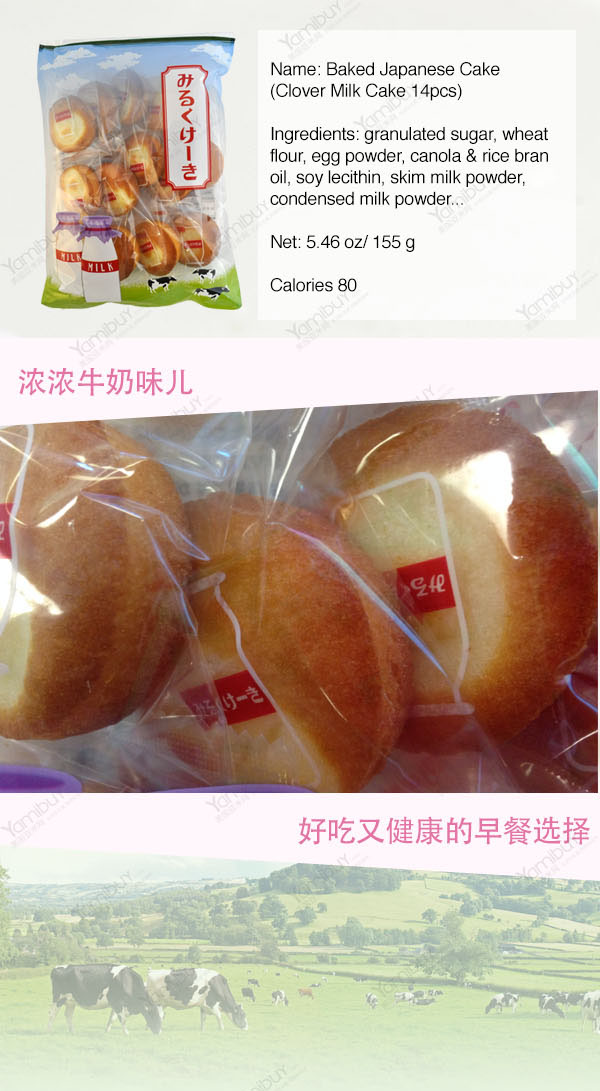 みるくけーき
MILK
MILK
Name: Baked Japanese Cake
(Clover Milk Cake 14pcs)
Ingredients: granulated sugar, wheat
flour, egg powder, canola & rice bran
oil, soy lecithin, skim milk powder,
condensed milk powder...
Net: 5.46 oz/ 155 g
Calories 80
浓浓牛奶味儿
みるく
みるくけーき
好吃又健康的早餐选择
Yamibuy